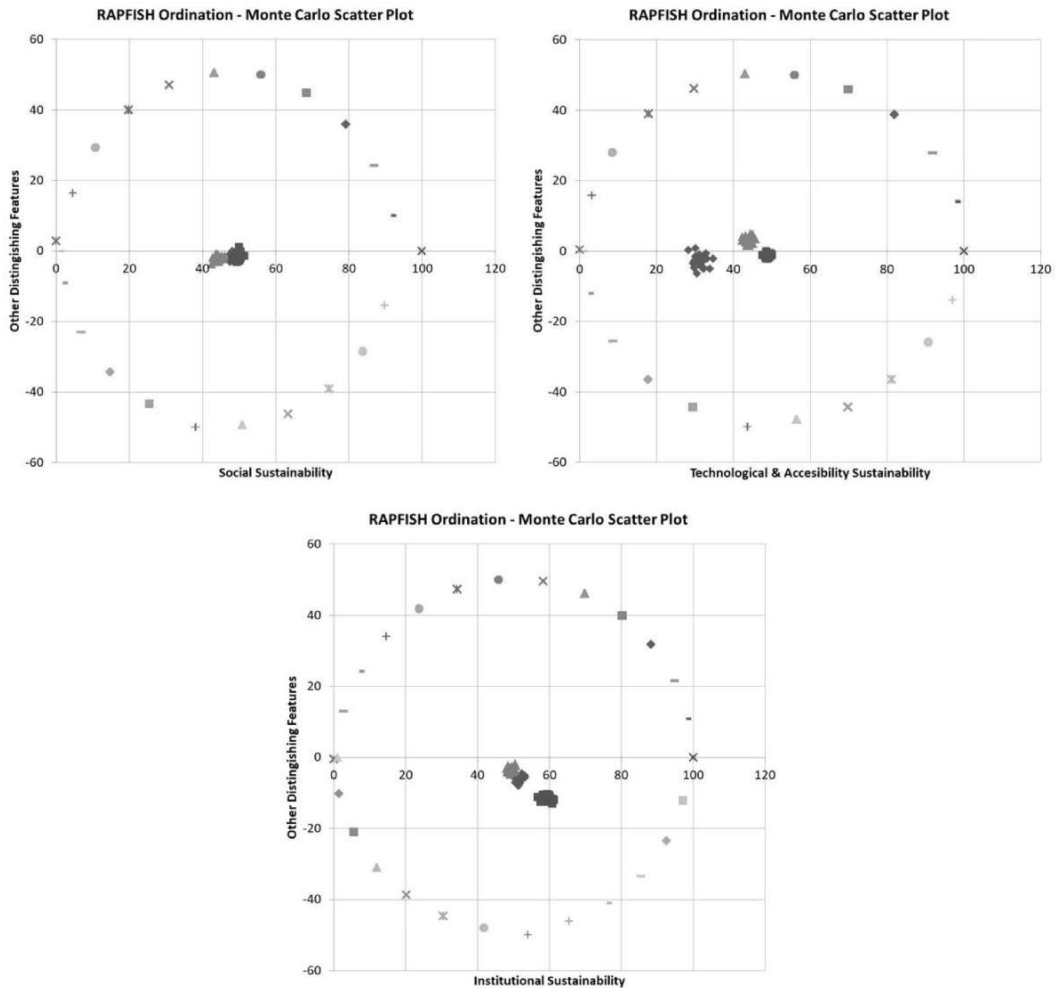 RAPFISH Ordination - Monte Carlo Scatter Plot
60
40
20
0
-20
-40
-60
0 20 40 60 80 100 120
Other Distingishing Features
Social Sustainability
RAPFISH Ordination - Monte Carlo Scatter Plot
60
40
20
0
-20
-40
-60
0 20 40 60 80 100 120
Other Distingishing Features
Technological & Accesibility Sustainability
RAPFISH Ordination - Monte Carlo Scatter Plot
60
40
20
0
-20
-40
-60
0 20 40 60 80 100 120
Other Distingishing Features
Institutional Sustainability